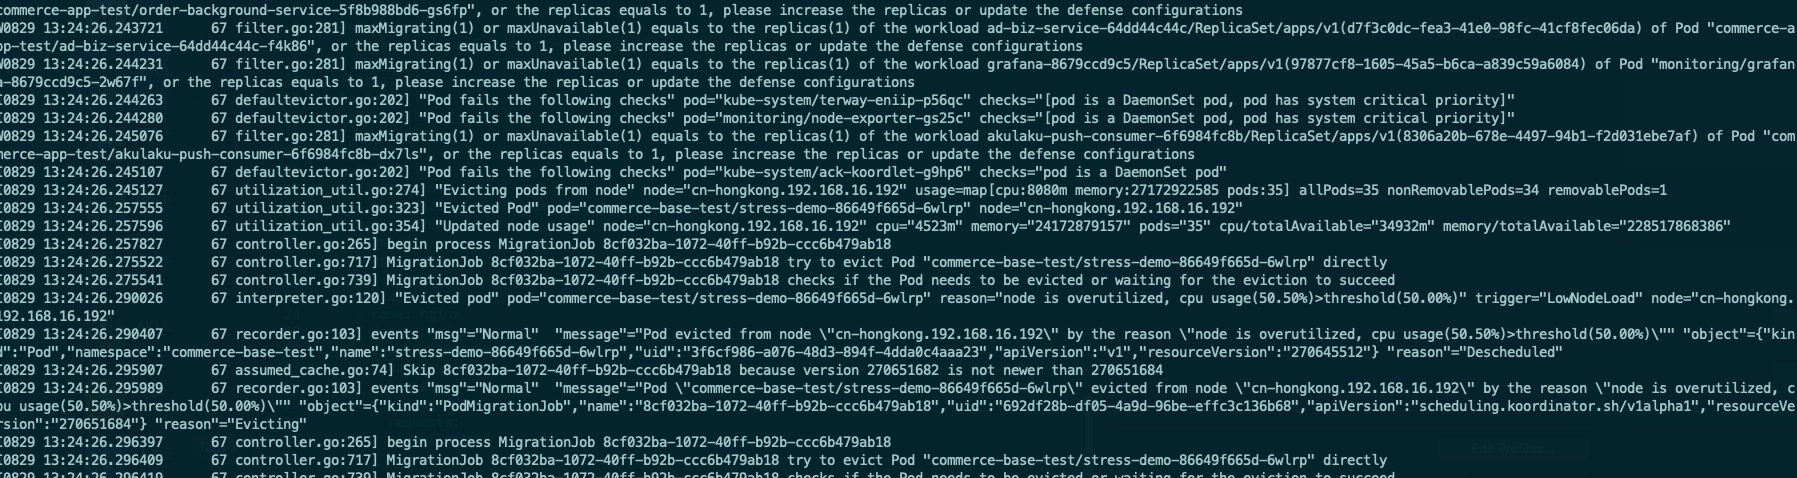 commerce-app-test/order-background-service-5f8b988bd6-gs6fp", or the replicas equals to 1, please increase the replicas or update the defense configurations
W0829 13:24:26.243721      67 filter.go:281] maxMigrating(1) or maxUnavailable(1) equals to the replicas(1) of the workload ad-biz-service-64dd44c44c/ReplicaSet/apps/v1(d7f3c0dc-fea3-41e0-98fc-41cf8fec06da) of Pod "commerce-a
pp-test/ad-biz-service-64dd44c44c-f4k86", or the replicas equals to 1, please increase the replicas or update the defense configurations
W0829 13:24:26.244231      67 filter.go:281] maxMigrating(1) or maxUnavailable(1) equals to the replicas(1) of the workload grafana-8679ccd9c5/ReplicaSet/apps/v1(97877cf8-1605-45a5-b6ca-a839c59a6084) of Pod "monitoring/grafan
a-8679ccd9c5-2w67f", or the replicas equals to 1, please increase the replicas or update the defense configurations
I0829 13:24:26.244263      67 defaultevictor.go:202] "Pod fails the following checks" pod="kube-system/terway-eniip-p56qc" checks="[pod is a DaemonSet pod, pod has system critical priority]"
I0829 13:24:26.244280      67 defaultevictor.go:202] "Pod fails the following checks" pod="monitoring/node-exporter-gs25c" checks="[pod is a DaemonSet pod, pod has system critical priority]"
W0829 13:24:26.245076      67 filter.go:281] maxMigrating(1) or maxUnavailable(1) equals to the replicas(1) of the workload akulaku-push-consumer-6f6984fc8b/ReplicaSet/apps/v1(8306a20b-678e-4497-94b1-f2d031ebe7af) of Pod "com
merce-app-test/akulaku-push-consumer-6f6984fc8b-dx7ls", or the replicas equals to 1, please increase the replicas or update the defense configurations
I0829 13:24:26.245107      67 defaultevictor.go:202] "Pod fails the following checks" pod="kube-system/ack-koordlet-g9hp6" checks="pod is a DaemonSet pod"
I0829 13:24:26.245127      67 utilization_util.go:274] "Evicting pods from node" node="cn-hongkong.192.168.16.192" usage=map[cpu:8080m memory:27172922585 pods:35] allPods=35 nonRemovablePods=34 removablePods=1
I0829 13:24:26.257555      67 utilization_util.go:323] "Evicted Pod" pod="commerce-base-test/stress-demo-86649f665d-6wlrp" node="cn-hongkong.192.168.16.192"
I0829 13:24:26.257596      67 utilization_util.go:354] "Updated node usage" node="cn-hongkong.192.168.16.192" cpu="4523m" memory="24172879157" pods="35" cpu/totalAvailable="34932m" memory/totalAvailable="228517868386"
I0829 13:24:26.257827      67 controller.go:265] begin process MigrationJob 8cf032ba-1072-40ff-b92b-ccc6b479ab18
I0829 13:24:26.275522      67 controller.go:717] MigrationJob 8cf032ba-1072-40ff-b92b-ccc6b479ab18 try to evict Pod "commerce-base-test/stress-demo-86649f665d-6wlrp" directly
I0829 13:24:26.275541      67 controller.go:739] MigrationJob 8cf032ba-1072-40ff-b92b-ccc6b479ab18 checks if the Pod needs to be evicted or waiting for the eviction to succeed
I0829 13:24:26.290026      67 interpreter.go:120] "Evicted pod" pod="commerce-base-test/stress-demo-86649f665d-6wlrp" reason="node is overutilized, cpu usage(50.50%)>threshold(50.00%)" trigger="LowNodeLoad" node="cn-hongkong.
192.168.16.192"
I0829 13:24:26.290407      67 recorder.go:103] events "msg"="Normal"  "message"="Pod evicted from node \"cn-hongkong.192.168.16.192\" by the reason \"node is overutilized, cpu usage(50.50%)>threshold(50.00%)\"" "object"={"kin
d":"Pod","namespace":"commerce-base-test","name":"stress-demo-86649f665d-6wlrp","uid":"3f6cf986-a076-48d3-894f-4dda0c4aaa23","apiVersion":"v1","resourceVersion":"270645512"} "reason"="Descheduled"
I0829 13:24:26.295907      67 assumed_cache.go:74] Skip 8cf032ba-1072-40ff-b92b-ccc6b479ab18 because version 270651682 is not newer than 270651684
I0829 13:24:26.295989      67 recorder.go:103] events "msg"="Normal"  "message"="Pod \"commerce-base-test/stress-demo-86649f665d-6wlrp\" evicted from node \"cn-hongkong.192.168.16.192\" by the reason \"node is overutilized, c
pu usage(50.50%)>threshold(50.00%)\"" "object"={"kind":"PodMigrationJob","name":"8cf032ba-1072-40ff-b92b-ccc6b479ab18","uid":"692df28b-df05-4a9d-96be-effc3c136b68","apiVersion":"scheduling.koordinator.sh/v1alpha1","resourceVe
rsion":"270651684"} "reason"="Evicting"
I0829 13:24:26.296397      67 controller.go:265] begin process MigrationJob 8cf032ba-1072-40ff-b92b-ccc6b479ab18
I0829 13:24:26.296409      67 controller.go:717] MigrationJob 8cf032ba-1072-40ff-b92b-ccc6b479ab18 try to evict Pod "commerce-base-test/stress-demo-86649f665d-6wlrp" directly
I0829 13:24:26.296419      67 controller.go:739] MigrationJob 8cf032ba-1072-40ff-b92b-ccc6b479ab18 checks if the Pod needs to be evicted or waiting for the eviction to succeed